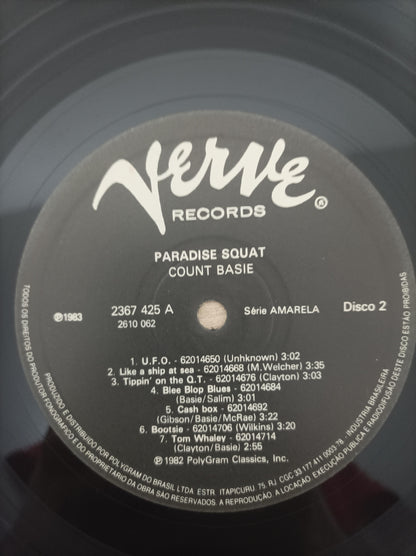 Verve ®
RECORDS
PARADISE SQUAT
COUNT BASIE
℗1983
2367 425 A
2610 062
Série AMARELA
Disco 2
1. U.F.O. - 62014650 (Unhknown) 3:02
2. Like a ship at sea - 62014668 (M.Welcher) 3:35
3. Tippin' on the Q.T. - 62014676 (Clayton) 3:03
4. Blee Blop Blues - 62014684
(Basie/Salim) 3:03
5. Cash box - 62014692
(Gibson/Basie/McRae) 3:22
6. Bootsie - 62014706 (Wilkins) 3:20
7. Tom Whaley - 62014714
(Clayton/Basie) 2:55
℗ 1982 PolyGram Classics, Inc.
TODOS OS DIREITOS DO PRODUTOR FONOGRÁFICO E DO PROPRIETÁRIO DA OBRA SÃO RESERVADOS. A REPRODUÇÃO, A LOCAÇÃO, EXECUÇÃO PUBLICA E RADIODIFUSÃO DESTE DISCO ESTÃO PROIBIDAS
PRODUZIDO E DISTRIBUIDO POR POLYGRAM DO BRASIL LTDA. ESTR. ITAPICURU 75 RJ. CGC 33 177 411 0003 78 - INDUSTRIA BRASILEIRA